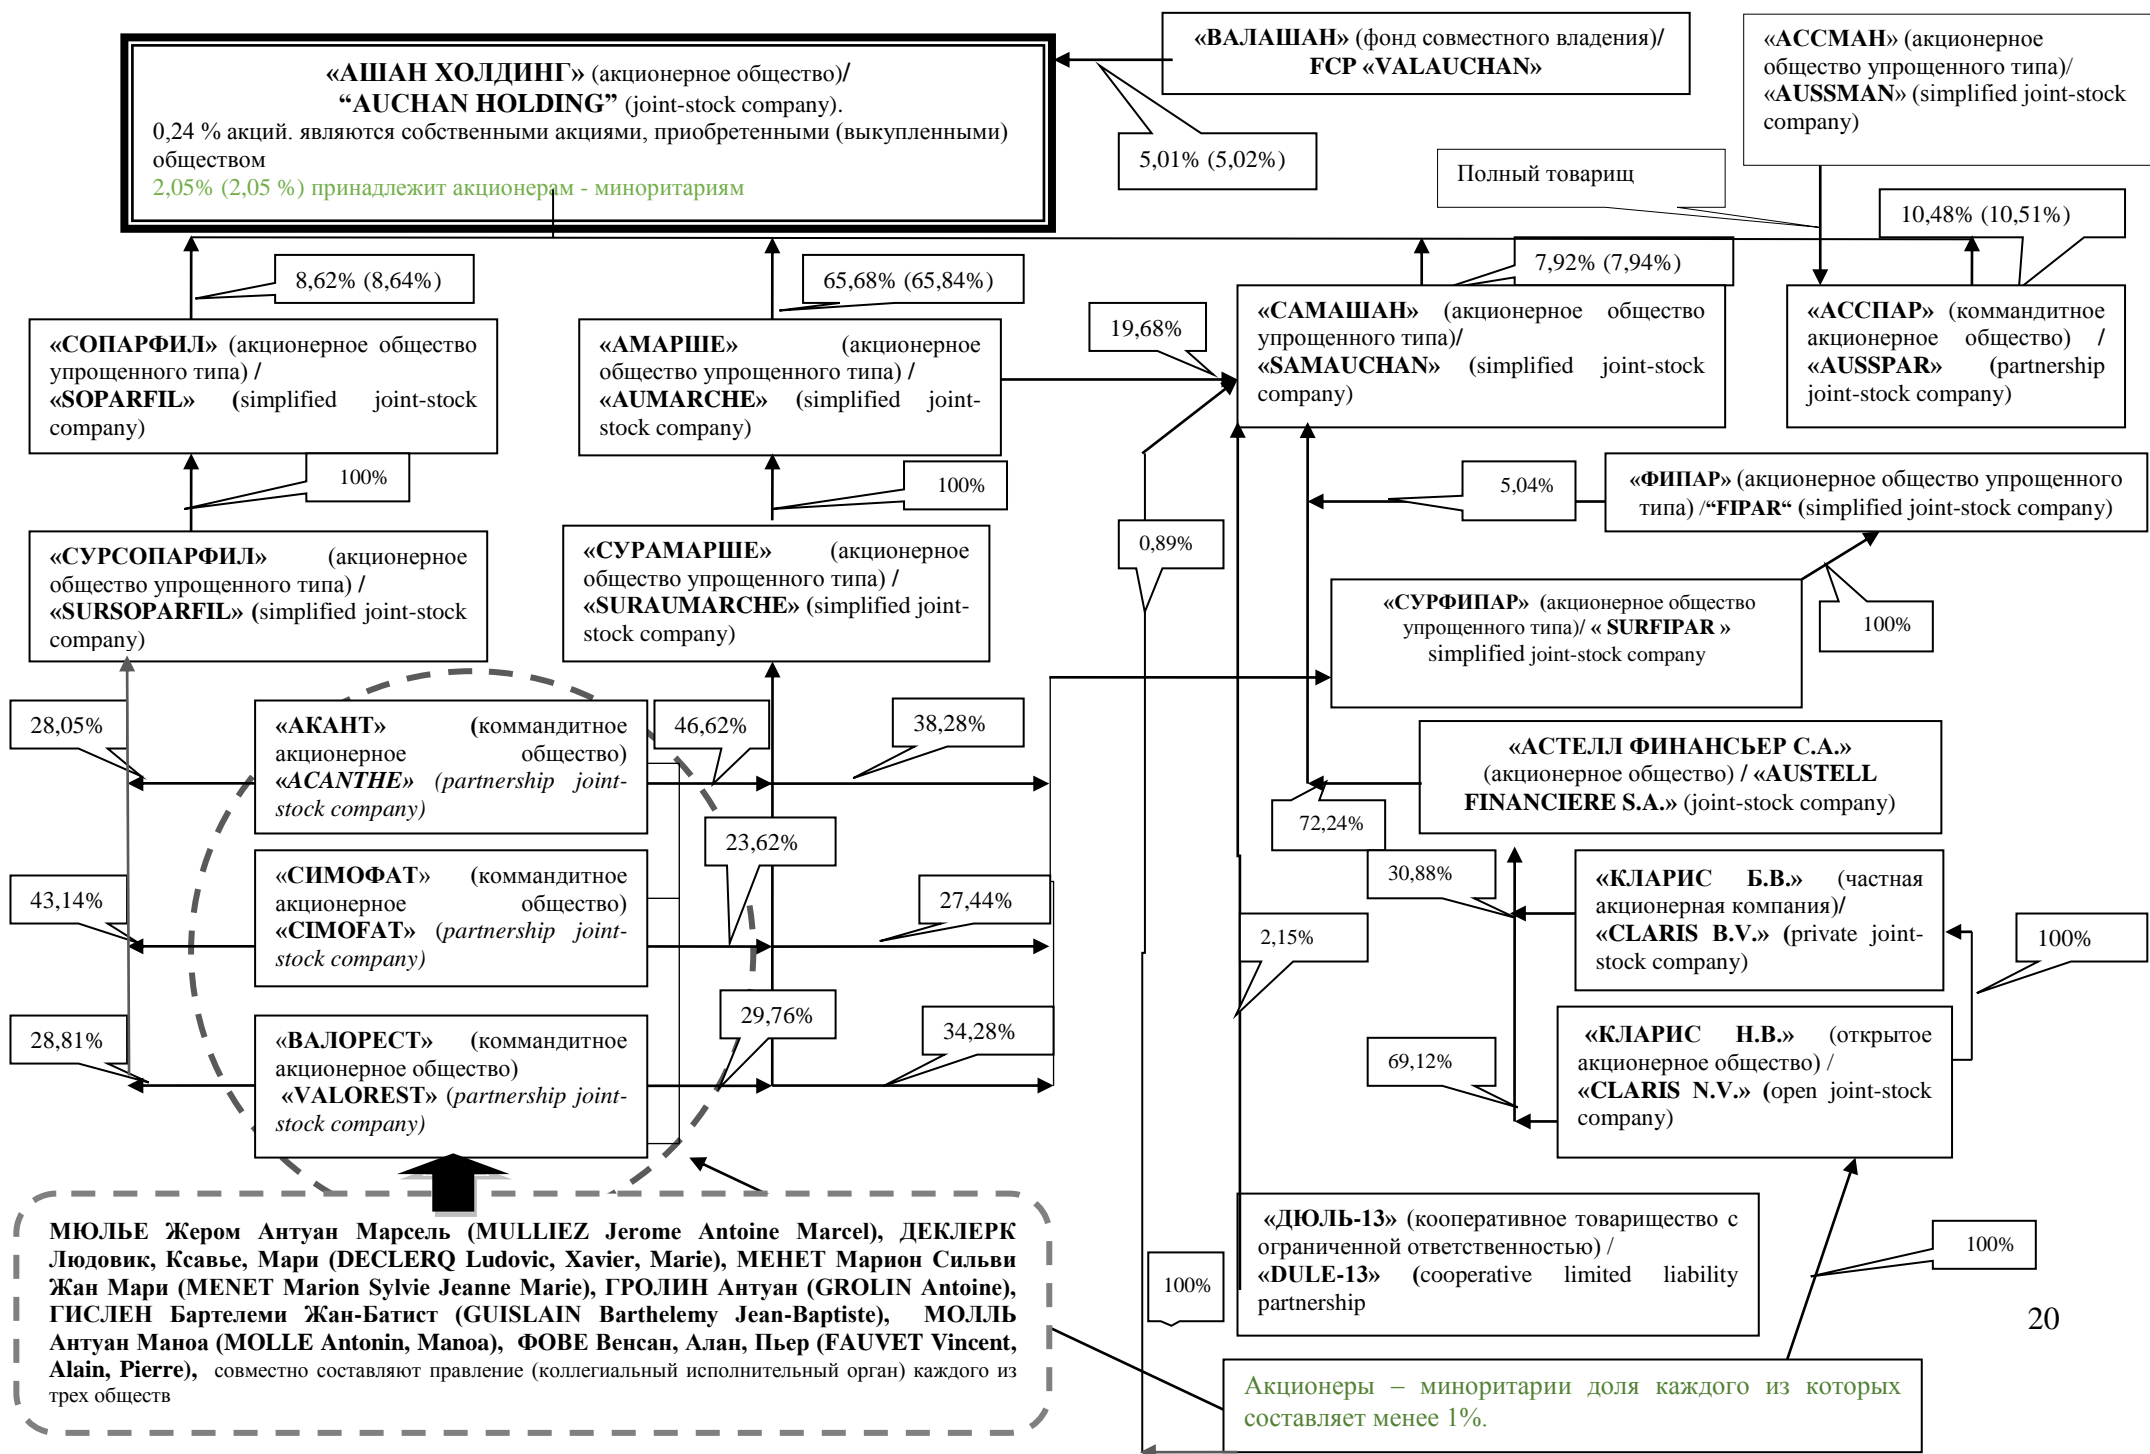 «АШАН ХОЛДИНГ» (акционерное общество)/
“AUCHAN HOLDING” (joint-stock company).
0,24 % акций. являются собственными акциями, приобретенными (выкупленными)
обществом
2,05% (2,05 %) принадлежит акционерам - миноритариям
«ВАЛАШАН» (фонд совместного владения)/
FCP «VALAUCHAN»
5,01% (5,02%)
«АССМАН» (акционерное
общество упрощенного типа)/
«AUSSMAN» (simplified joint-stock
company)
Полный товарищ
10,48% (10,51%)
8,62% (8,64%)
65,68% (65,84%)
7,92% (7,94%)
19,68%
«СОПАРФИЛ» (акционерное общество
упрощенного типа) /
«SOPARFIL» (simplified joint-stock
company)
«АМАРШЕ» (акционерное
общество упрощенного типа) /
«AUMARCHE» (simplified joint-
stock company)
«САМАШАН» (акционерное общество
упрощенного типа)/
«SAMAUCHAN» (simplified joint-stock
company)
«АССПАР» (коммандитное
акционерное общество) /
«AUSSPAR» (partnership
joint-stock company)
100%
100%
5,04%
«ФИПАР» (акционерное общество упрощенного
типа) /“FIPAR“ (simplified joint-stock company)
0,89%
«СУРСОПАРФИЛ» (акционерное
общество упрощенного типа) /
«SURSOPARFIL» (simplified joint-stock
company)
«СУРАМАРШЕ» (акционерное
общество упрощенного типа) /
«SURAUMARCHE» (simplified joint-
stock company)
«СУРФИПАР» (акционерное общество
упрощенного типа)/ « SURFIPAR »
simplified joint-stock company
100%
28,05%
«АКАНТ» (коммандитное
акционерное общество)
«ACANTHE» (partnership joint-
stock company)
46,62%
38,28%
«АСТЕЛЛ ФИНАНСЬЕР С.А.»
(акционерное общество) / «AUSTELL
FINANCIERE S.A.» (joint-stock company)
72,24%
23,62%
43,14%
«СИМОФАТ» (коммандитное
акционерное общество)
«CIMOFAT» (partnership joint-
stock company)
27,44%
30,88%
«КЛАРИС Б.В.» (частная
акционерная компания)/
«CLARIS B.V.» (private joint-
stock company)
100%
2,15%
28,81%
«ВАЛОРЕСТ» (коммандитное
акционерное общество)
«VALOREST» (partnership joint-
stock company)
29,76%
34,28%
69,12%
«КЛАРИС Н.В.» (открытое
акционерное общество) /
«CLARIS N.V.» (open joint-stock
company)
МЮЛЬЕ Жером Антуан Марсель (MULLIEZ Jerome Antoine Marcel), ДЕКЛЕРК
Людовик, Ксавье, Мари (DECLERQ Ludovic, Xavier, Marie), МЕНЕТ Марион Сильви
Жан Мари (MENET Marion Sylvie Jeanne Marie), ГРОЛИН Антуан (GROLIN Antoine),
ГИСЛЕН Бартелеми Жан-Батист (GUISLAIN Barthelemy Jean-Baptiste), МОЛЛЬ
Антуан Маноа (MOLLE Antonin, Manoa), ФОВЕ Венсан, Алан, Пьер (FAUVET Vincent,
Alain, Pierre), совместно составляют правление (коллегиальный исполнительный орган) каждого из
трех обществ
100%
«ДЮЛЬ-13» (кооперативное товарищество с
ограниченной ответственностью) /
«DULE-13» (cooperative limited liability
partnership
100%
20
Акционеры – миноритарии доля каждого из которых
составляет менее 1%.